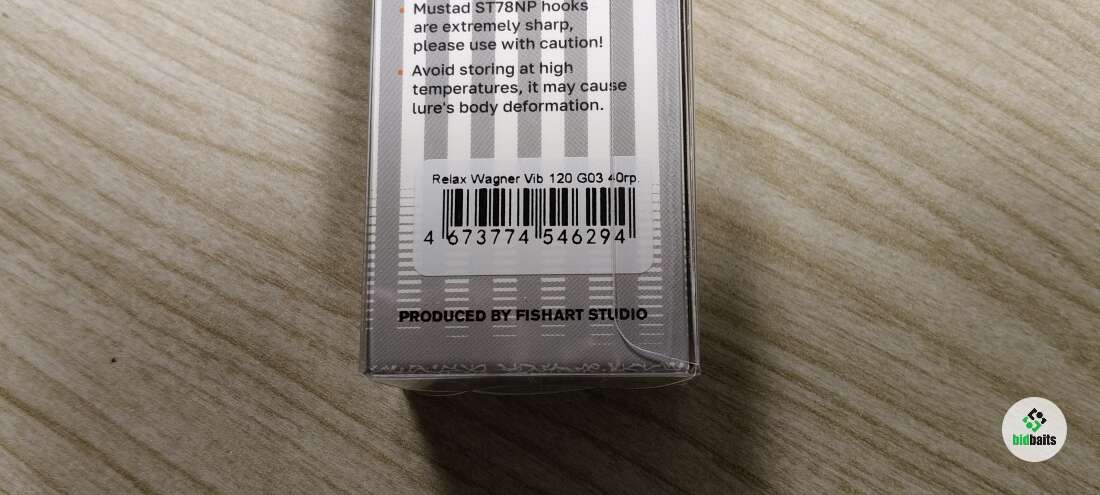 Mustad ST78NP hooks
are extremely sharp,
please use with caution!
Avoid storing at high
temperatures, it may cause
lure's body deformation.
Relax Wagner Vib 120 G03 40гр.
4 673774 546294
PRODUCED BY FISHART STUDIO
bidbaits